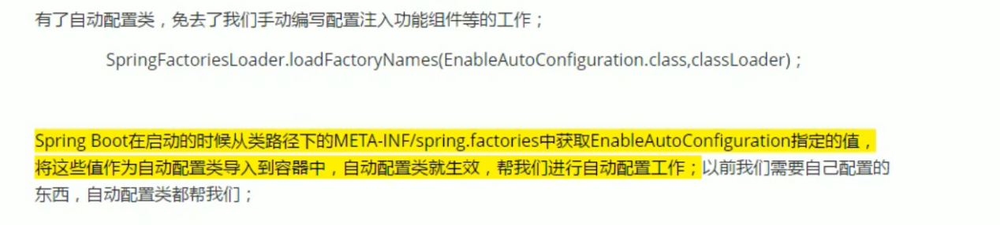 有了自动配置类，免去了我们手动编写配置注入功能组件等的工作；
SpringFactoriesLoader.loadFactoryNames(EnableAutoConfiguration.class,classLoader)；
Spring Boot在启动的时候从类路径下的META-INF/spring.factories中获取EnableAutoConfiguration指定的值，
将这些值作为自动配置类导入到容器中，自动配置类就生效，帮我们进行自动配置工作；以前我们需要自己配置的
东西，自动配置类都帮我们；